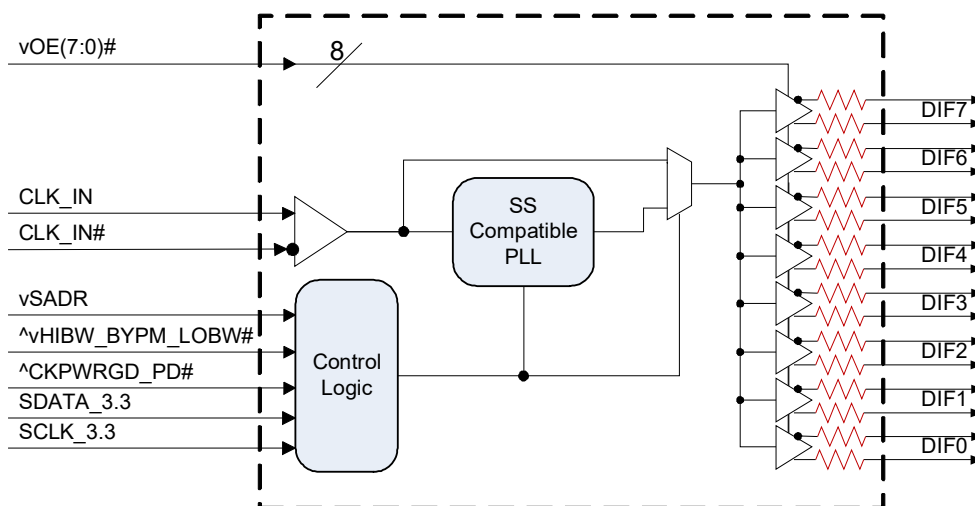 vOE(7:0)#
8
DIF7
DIF6
CLK_IN
SS
Compatible
PLL
DIF5
CLK_IN#
DIF4
vSADR
DIF3
^vHIBW_BYPM_LOBW#
Control
Logic
DIF2
^CKPWRGD_PD#
DIF1
SDATA_3.3
SCLK_3.3
DIF0